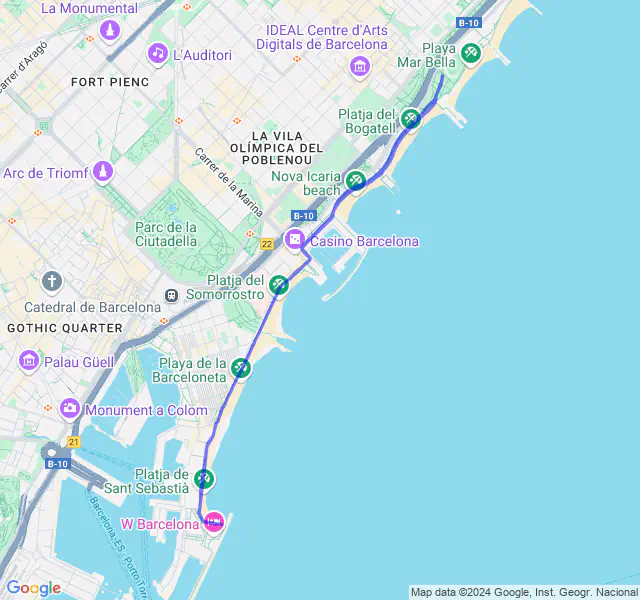 La Monumental
B-10
IDEAL Centre d'Arts
Digitals de Barcelona
Playa
Mar Bella
L'Auditori
Carrer d'Aragó
FORT PIENC
Platja del
Bogatell
LA VILA
OLÍMPICA DEL
POBLENOU
Arc de Triomf
Carrer de la Marina
Nova Icaria
beach
B-10
Parc de la
Ciutadella
22
Casino Barcelona
Platja del
Somorrostro
Catedral de Barcelona
GOTHIC QUARTER
Palau Güell
Playa de la
Barceloneta
Monument a Colom
21
B-10
Platja de
Sant Sebastià
Barcelona, ES - Porto Torre
W Barcelona
Google
Map data ©2024 Google, Inst. Geogr. Nacional